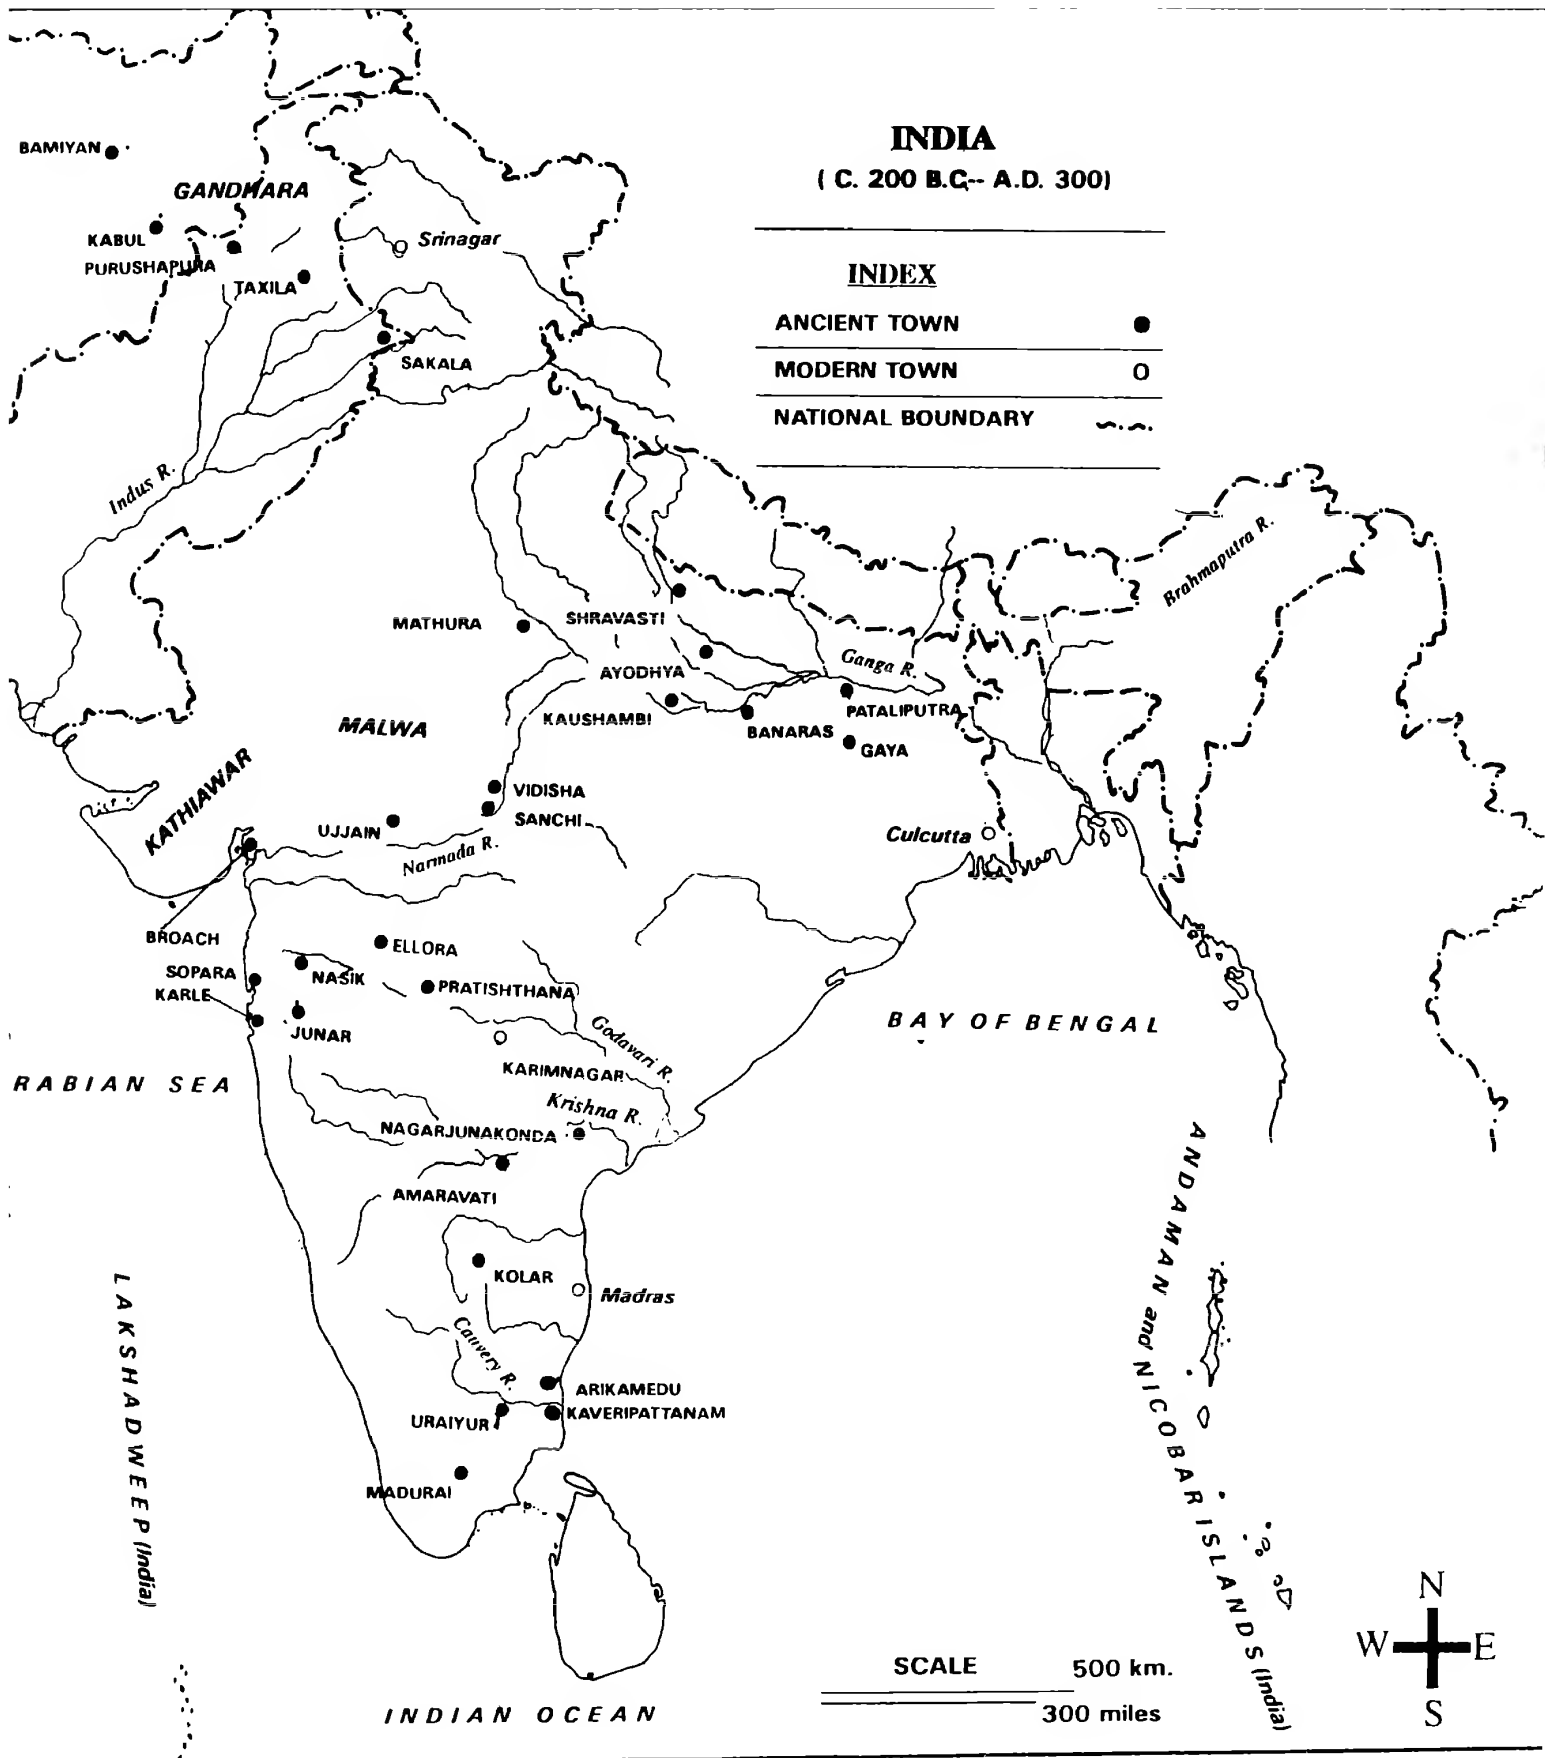 INDIA
( C. 200 B.C.-- A.D. 300)
INDEX
ANCIENT TOWN
MODERN TOWN
NATIONAL BOUNDARY
BAMIYAN
GANDHARA
KABUL
PURUSHAPURA
TAXILA
Srinagar
SAKALA
Indus R.
Brahmaputra R.
MATHURA
SHRAVASTI
AYODHYA
Ganga R.
KAUSHAMBI
PATALIPUTRA
BANARAS
GAYA
MALWA
KATHIAWAR
VIDISHA
SANCHI
UJJAIN
Narmada R.
Culcutta
BROACH
ELLORA
SOPARA
NASIK
KARLE
PRATISHTHANA
JUNAR
Godavari R.
BAY OF BENGAL
KARIMNAGAR
RABIAN SEA
Krishna R.
NAGARJUNAKONDA
AMARAVATI
KOLAR
Madras
Cauvery R.
ARIKAMEDU
KAVERIPATTANAM
URAIYUR
MADURAI
LAKSHADWEEP (India)
ANDAMAN and NICOBAR ISLANDS (India)
N
W E
S
SCALE 500 km.
300 miles
INDIAN OCEAN